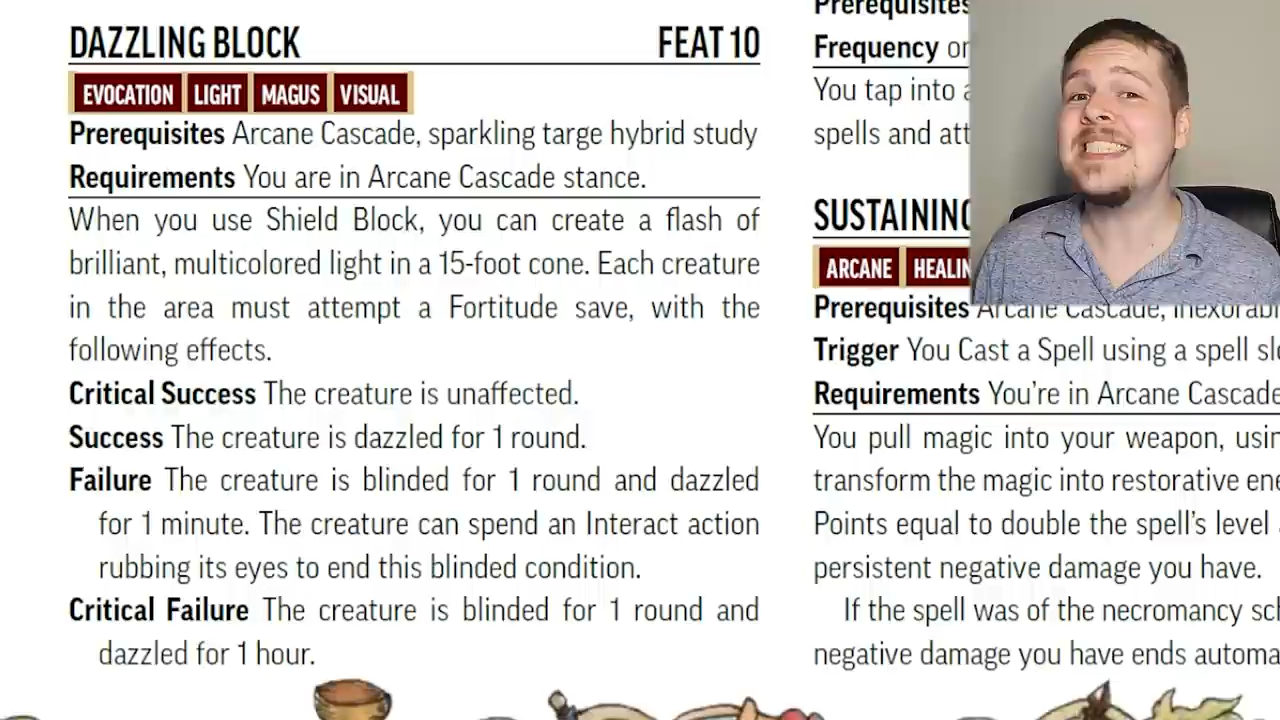 DAZZLING BLOCK FEAT 10
EVOCATION LIGHT MAGUS VISUAL
Prerequisites Arcane Cascade, sparkling targe hybrid study
Requirements You are in Arcane Cascade stance.
When you use Shield Block, you can create a flash of
brilliant, multicolored light in a 15-foot cone. Each creature
in the area must attempt a Fortitude save, with the
following effects.
Critical Success The creature is unaffected.
Success The creature is dazzled for 1 round.
Failure The creature is blinded for 1 round and dazzled
for 1 minute. The creature can spend an Interact action
rubbing its eyes to end this blinded condition.
Critical Failure The creature is blinded for 1 round and
dazzled for 1 hour.
Prerequisites
Frequency
You tap into
spells and
SUSTAINING
ARCANE
Prerequisites Arcane Cascade,
Trigger You Cast a Spell using a spell
Requirements You're in Arcane Cascade
You pull magic into your weapon,
transform the magic into restorative
Points equal to double the spell's level
persistent negative damage you have.
If the spell was of the necromancy
negative damage you have ends